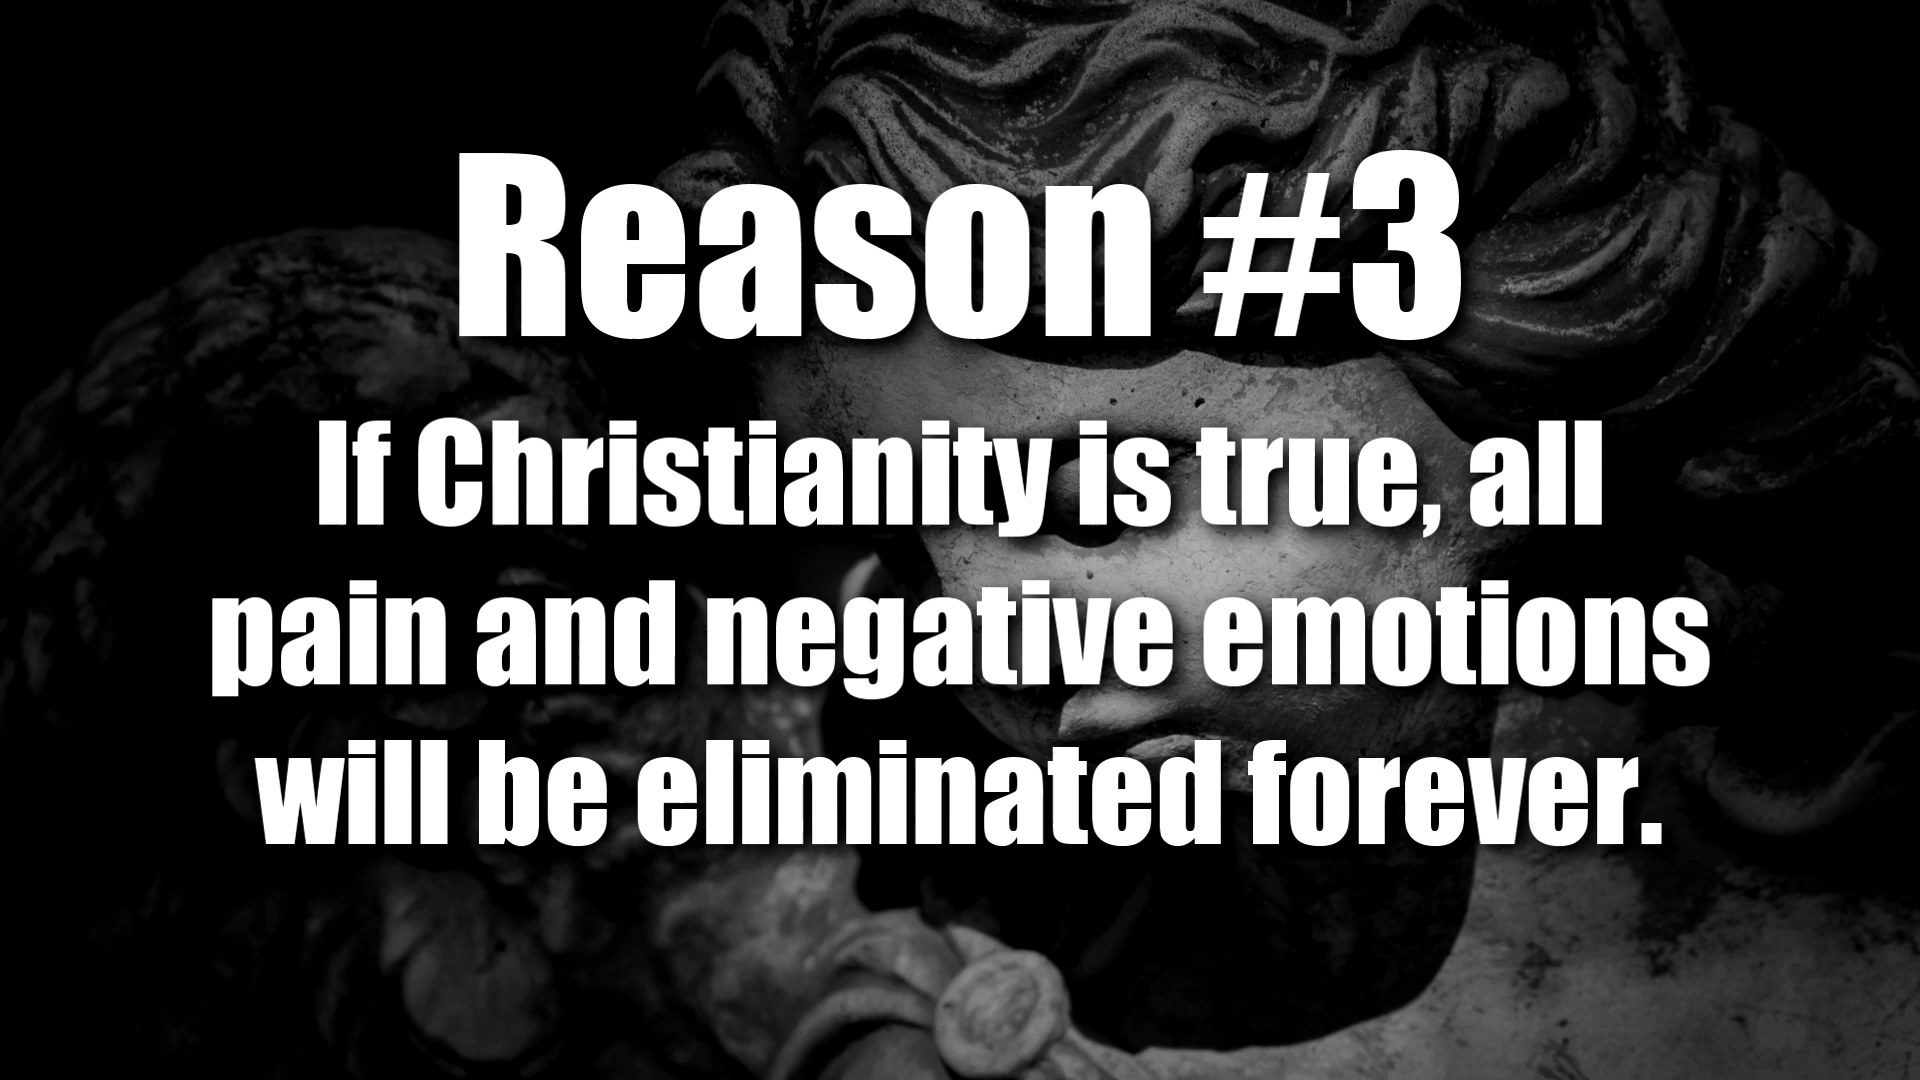 Reason #3
If Christianity is true, all
pain and negative emotions
will be eliminated forever.